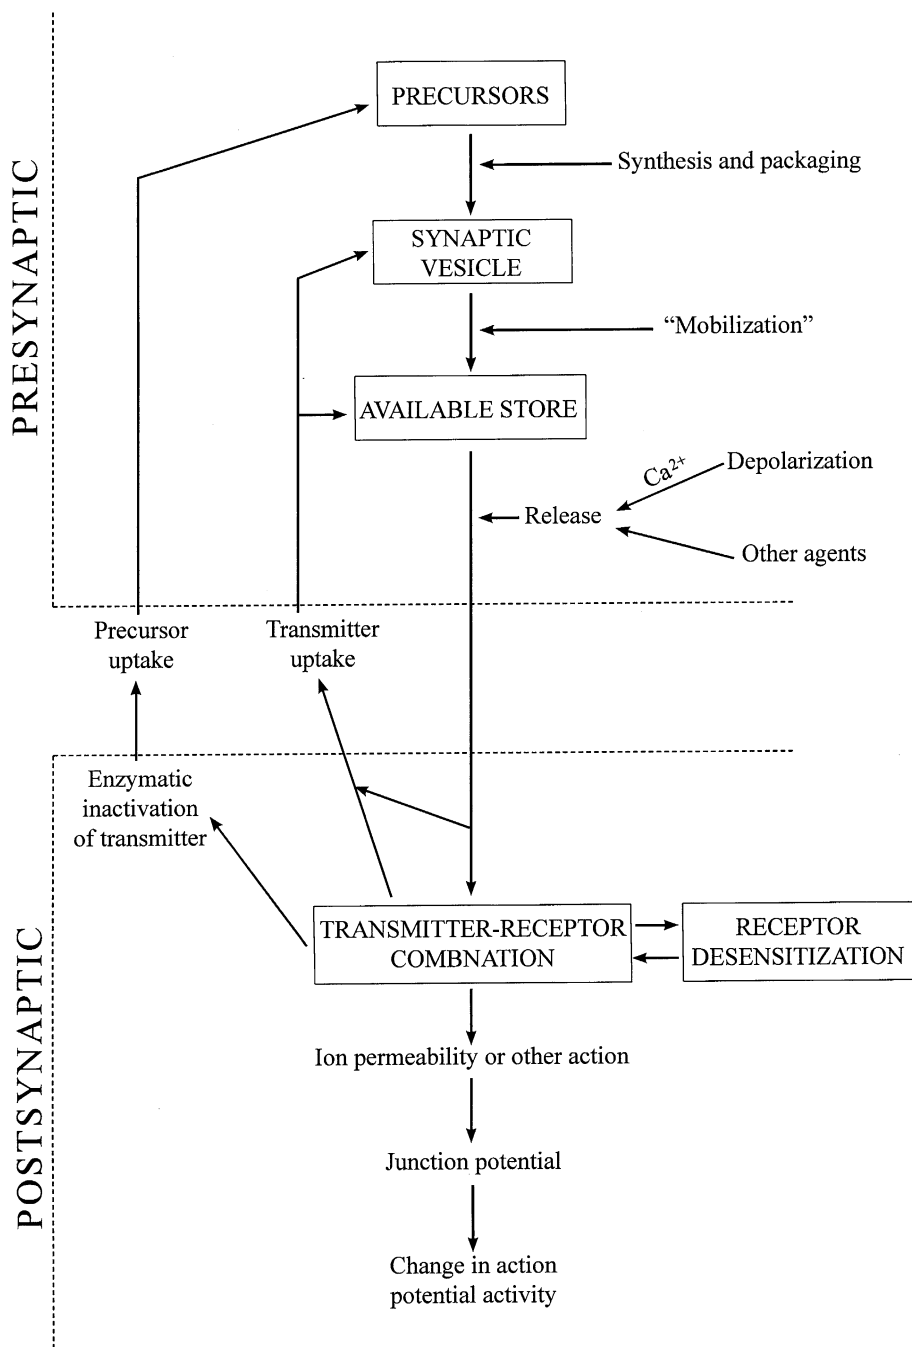 PRESYNAPTIC
PRECURSORS
Synthesis and packaging
SYNAPTIC
VESICLE
“Mobilization”
AVAILABLE STORE
Ca²⁺
Depolarization
Release
Other agents
Precursor
uptake
Transmitter
uptake
Enzymatic
inactivation
of transmitter
POSTSYNAPTIC
TRANSMITTER-RECEPTOR
COMBNATION
RECEPTOR
DESENSITIZATION
Ion permeability or other action
Junction potential
Change in action
potential activity